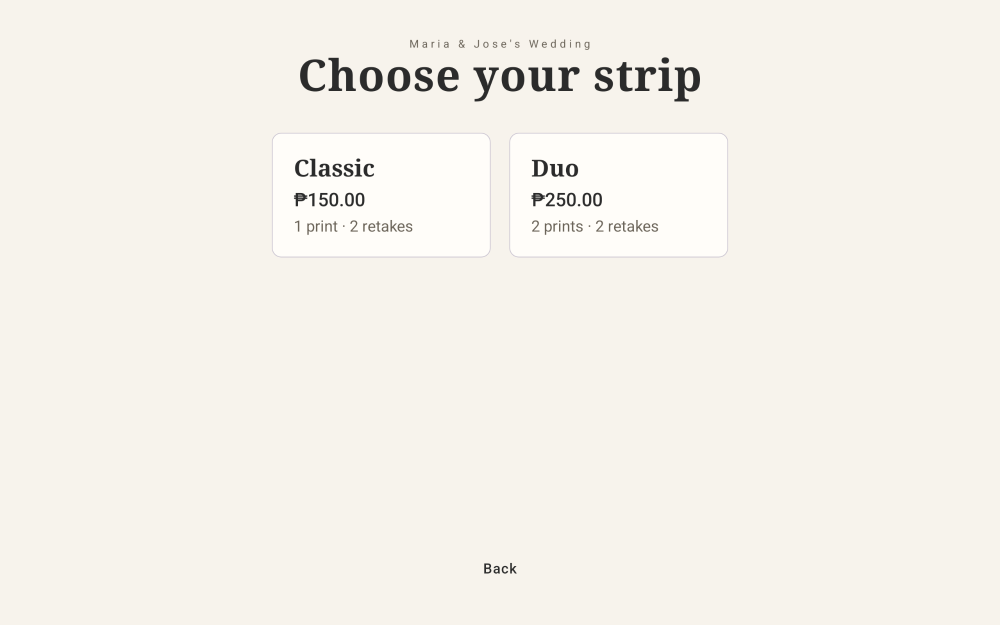 Maria & Jose's Wedding
Choose your strip
Classic
₱150.00
1 print · 2 retakes
Duo
₱250.00
2 prints · 2 retakes
Back